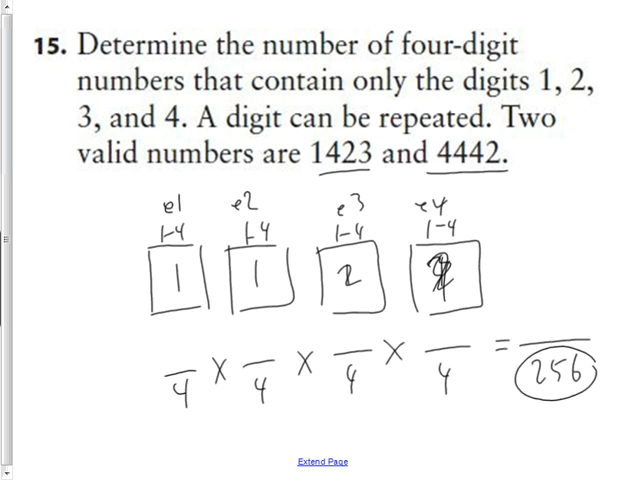 15. Determine the number of four-digit
numbers that contain only the digits 1, 2,
3, and 4. A digit can be repeated. Two
valid numbers are 1423 and 4442.
e1 e2 e3 e4
1-4 1-4 1-4 1-4
1 1 2
4 × 4 × 4 × 4 = 256
Extend Page